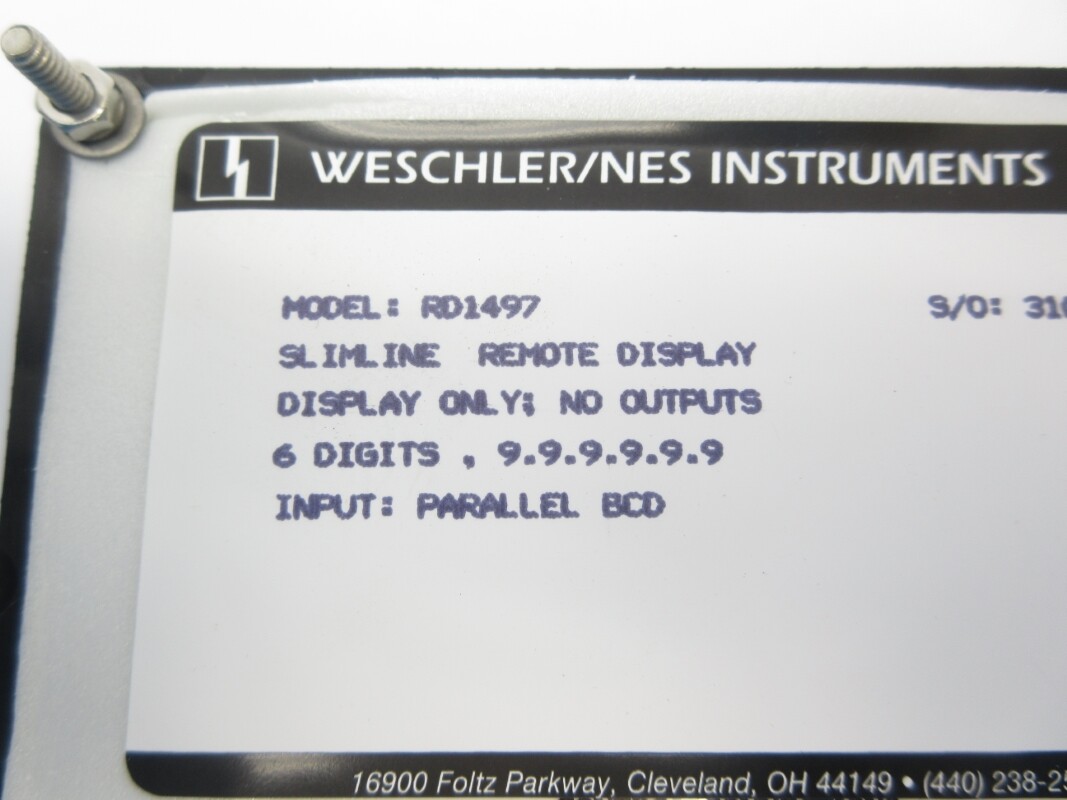 WESCHLER/NES INSTRUMENTS
MODEL: RD1497 S/O:
SLIMLINE REMOTE DISPLAY
DISPLAY ONLY; NO OUTPUTS
6 DIGITS , 9.9.9.9.9.9
INPUT: PARALLEL BCD
16900 Foltz Parkway, Cleveland, OH 44149 • (440)